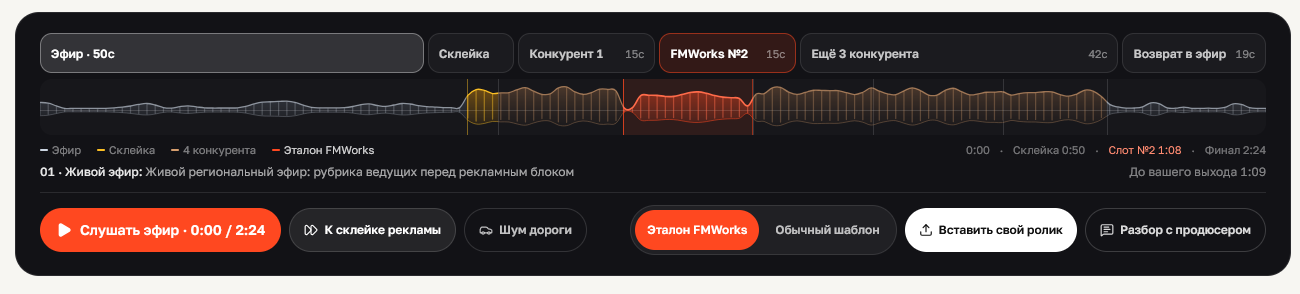 Эфир · 50с
Склейка
Конкурент 1 15с
FMWorks №2 15с
Ещё 3 конкурента 42с
Возврат в эфир 19с
Эфир Склейка 4 конкурента Эталон FMWorks
0:00 · Склейка 0:50 · Слот №2 1:08 · Финал 2:24
01 · Живой эфир: Живой региональный эфир: рубрика ведущих перед рекламным блоком
До вашего выхода 1:09
Слушать эфир · 0:00 / 2:24
К склейке рекламы
Шум дороги
Эталон FMWorks
Обычный шаблон
Вставить свой ролик
Разбор с продюсером